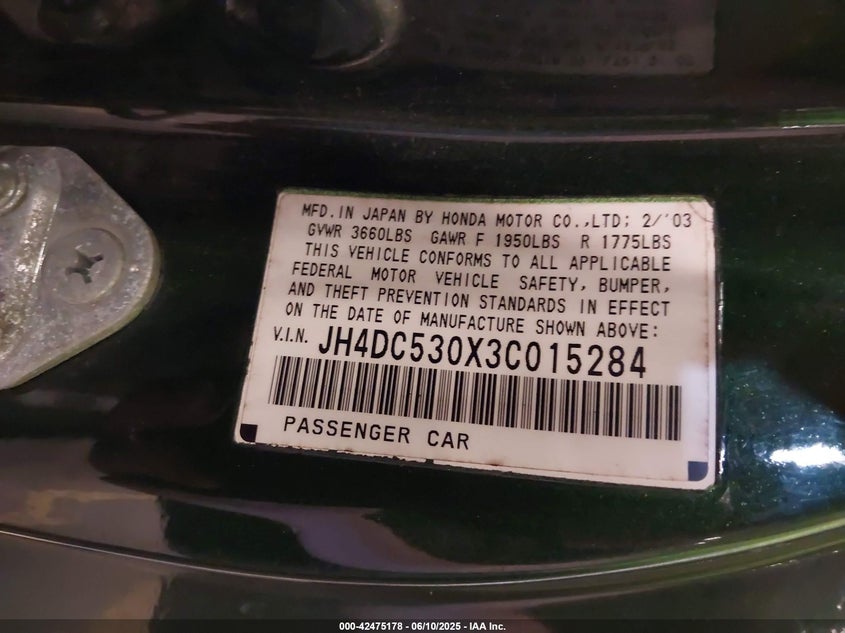 MFD.IN JAPAN BY HONDA MOTOR CO.,LTD; 2/'03
GVWR 3660LBS GAWR F 1950LBS R 1775LBS
THIS VEHICLE CONFORMS TO ALL APPLICABLE
FEDERAL MOTOR VEHICLE SAFETY, BUMPER,
AND THEFT PREVENTION STANDARDS IN EFFECT
ON THE DATE OF MANUFACTURE SHOWN ABOVE:
V.I.N. JH4DC530X3C015284
PASSENGER CAR
000-42475178 - 06/10/2025 - IAA Inc.